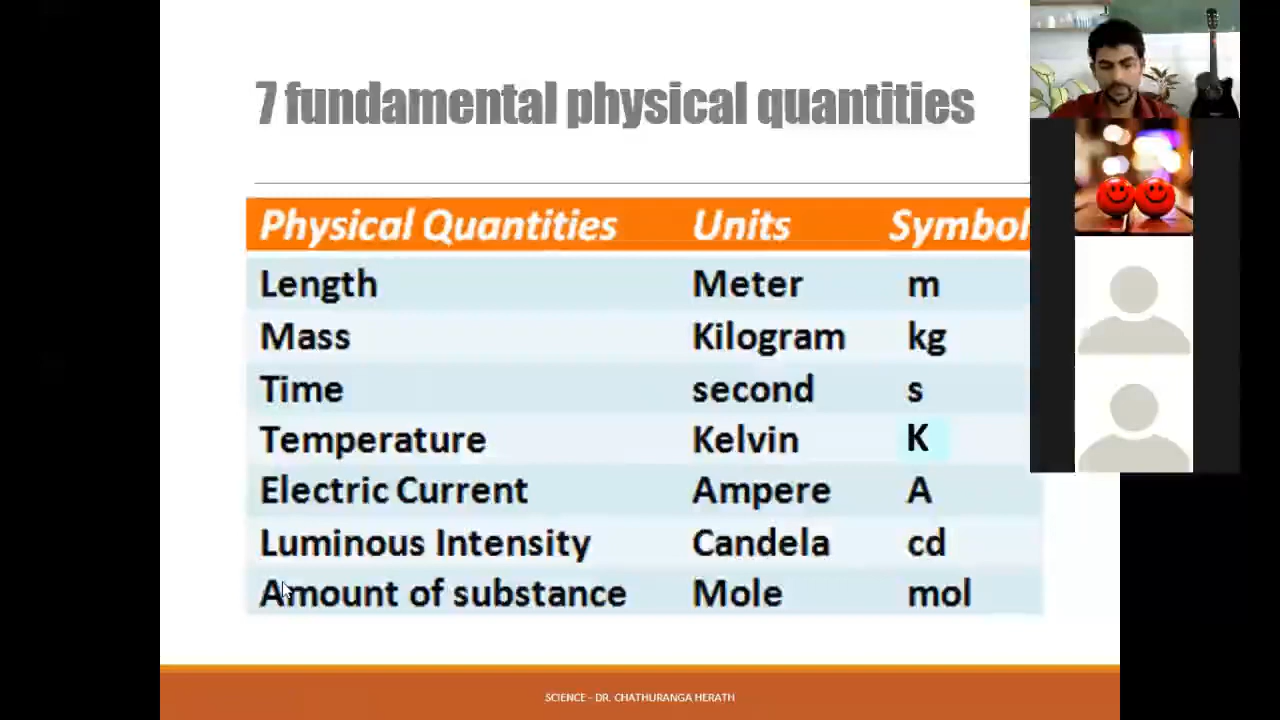 7 fundamental physical quantities
Physical Quantities Units Symbol
Length Meter m
Mass Kilogram kg
Time second s
Temperature Kelvin K
Electric Current Ampere A
Luminous Intensity Candela cd
Amount of substance Mole mol
SCIENCE - DR. CHATHURANGA HERATH